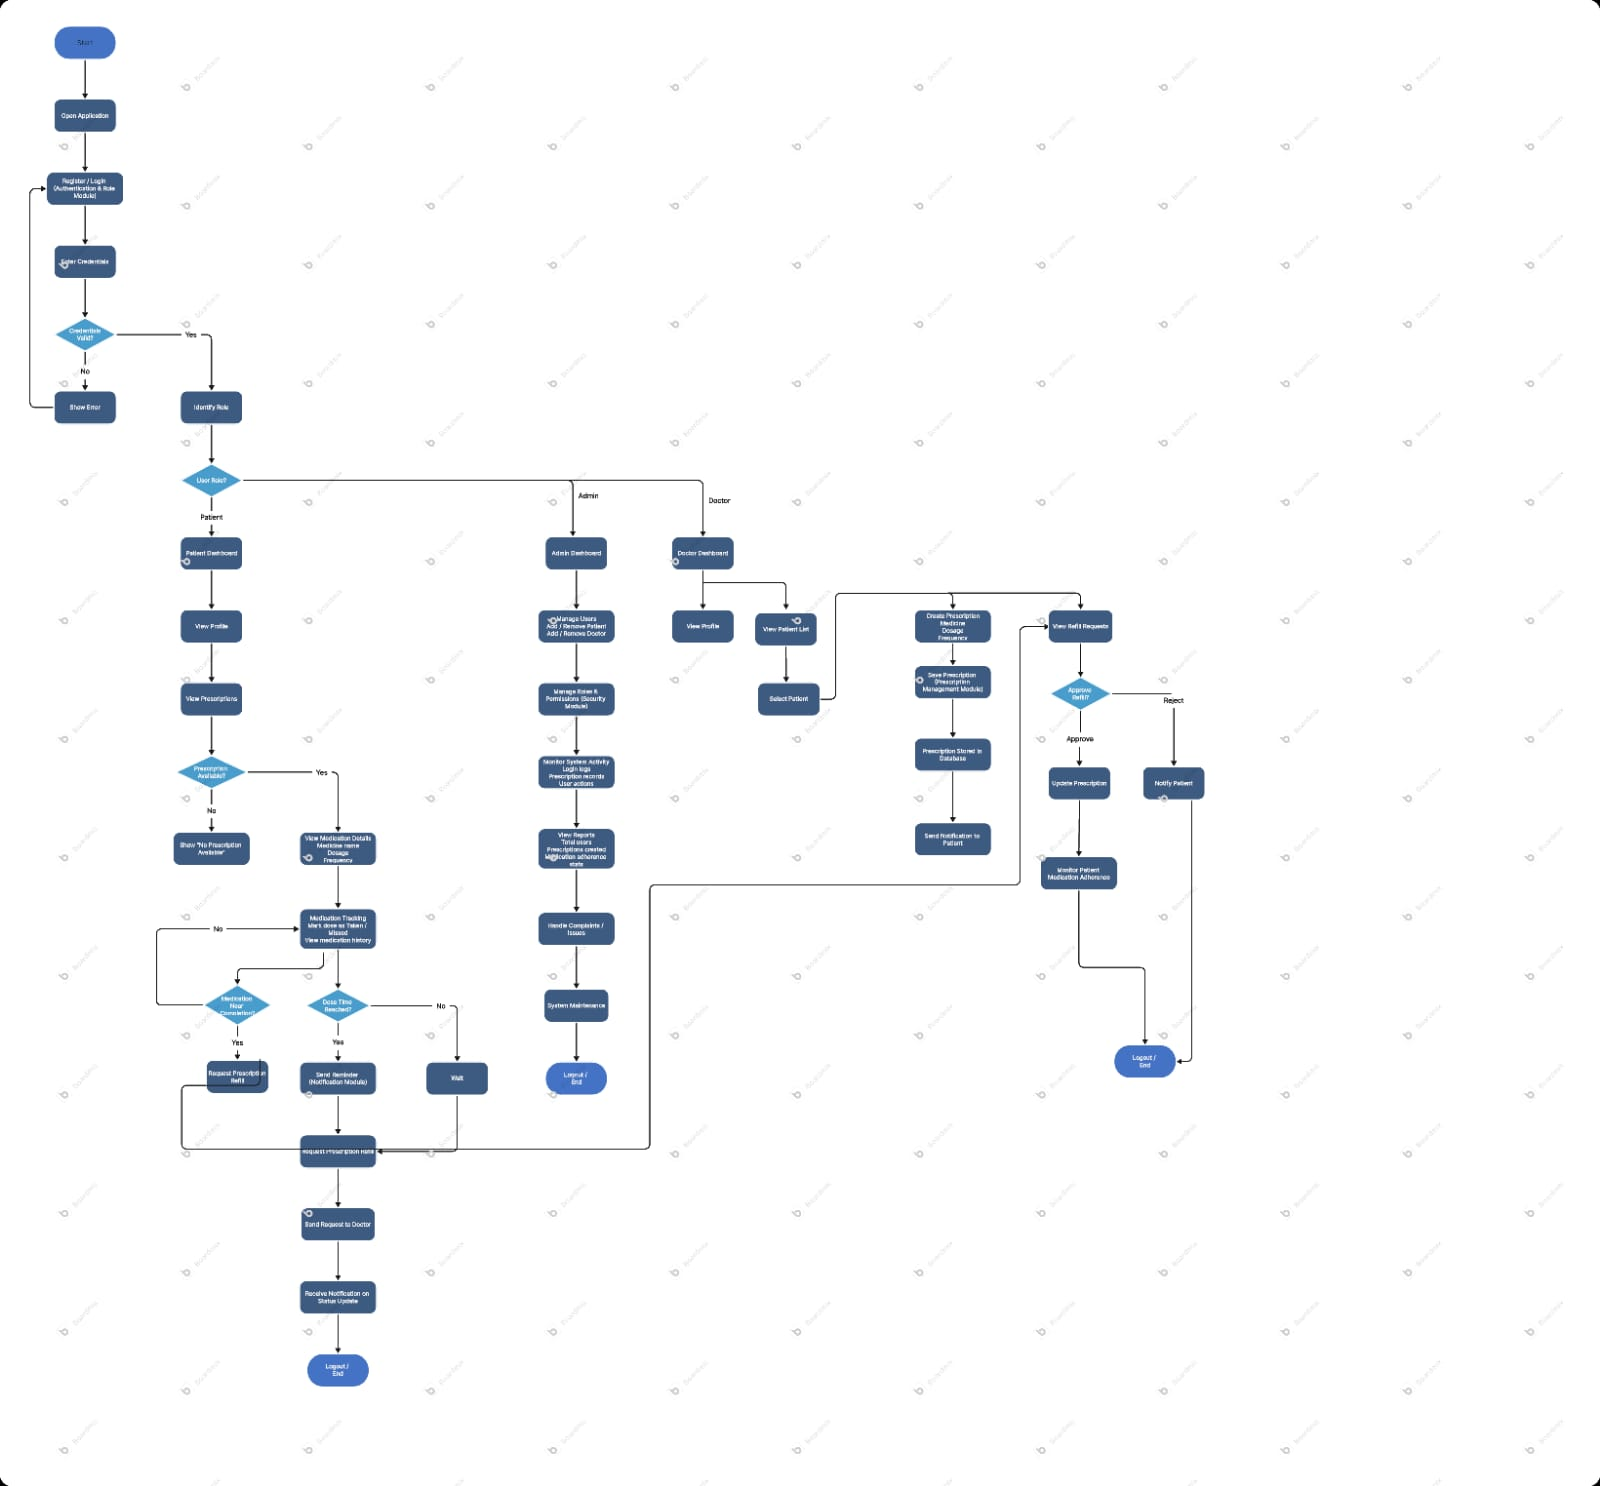 Start
Open Application
Register / Login
(Authentication & Role
Module)
Enter Credentials
Credentials
Valid?
Yes
No
Show Error
Identify Role
User Role?
Admin
Doctor
Patient
Patient Dashboard
Admin Dashboard
Doctor Dashboard
View Profile
Manage Users
Add / Remove Patient
Add / Remove Doctor
View Profile
View Patient List
Create Prescription
Medicine
Dosage
Frequency
View Refill Requests
View Prescriptions
Manage Roles &
Permissions (Security
Module)
Select Patient
Save Prescription
(Prescription
Management Module)
Approve
Refill?
Reject
Approve
Prescription
Available?
Yes
No
Monitor System Activity
Login logs
Prescription records
User actions
Prescription Stored in
Database
Update Prescription
Notify Patient
Show "No Prescription
Available"
View Medication Details
Medicine name
Dosage
Frequency
View Reports
Total users
Prescriptions created
Medication adherence
stats
Send Notification to
Patient
Monitor Patient
Medication Adherence
No
Medication Tracking
Mark dose as Taken /
Missed
View medication history
Handle Complaints /
Issues
Medication
Near
Completion?
Dose Time
Reached?
No
System Maintenance
Yes
Yes
Request Prescription
Refill
Send Reminder
(Notification Module)
Wait
Logout /
End
Logout /
End
Request Prescription Refill
Send Request to Doctor
Receive Notification on
Status Update
Logout /
End
Boardmix